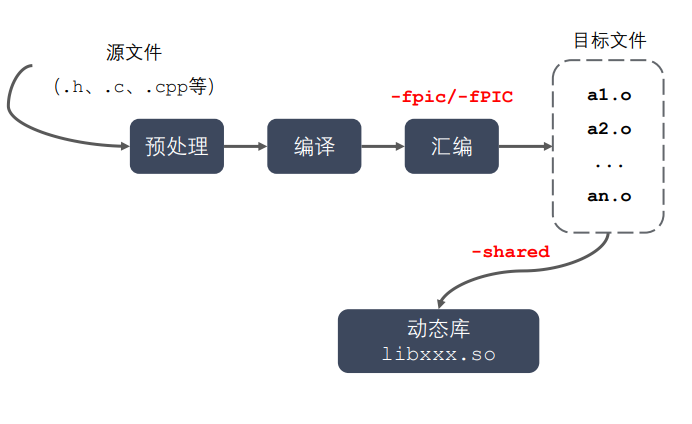 源文件
（.h、.c、.cpp等）
预处理
编译
-fpic/-fPIC
汇编
目标文件
a1.o
a2.o
...
an.o
-shared
动态库
libxxx.so